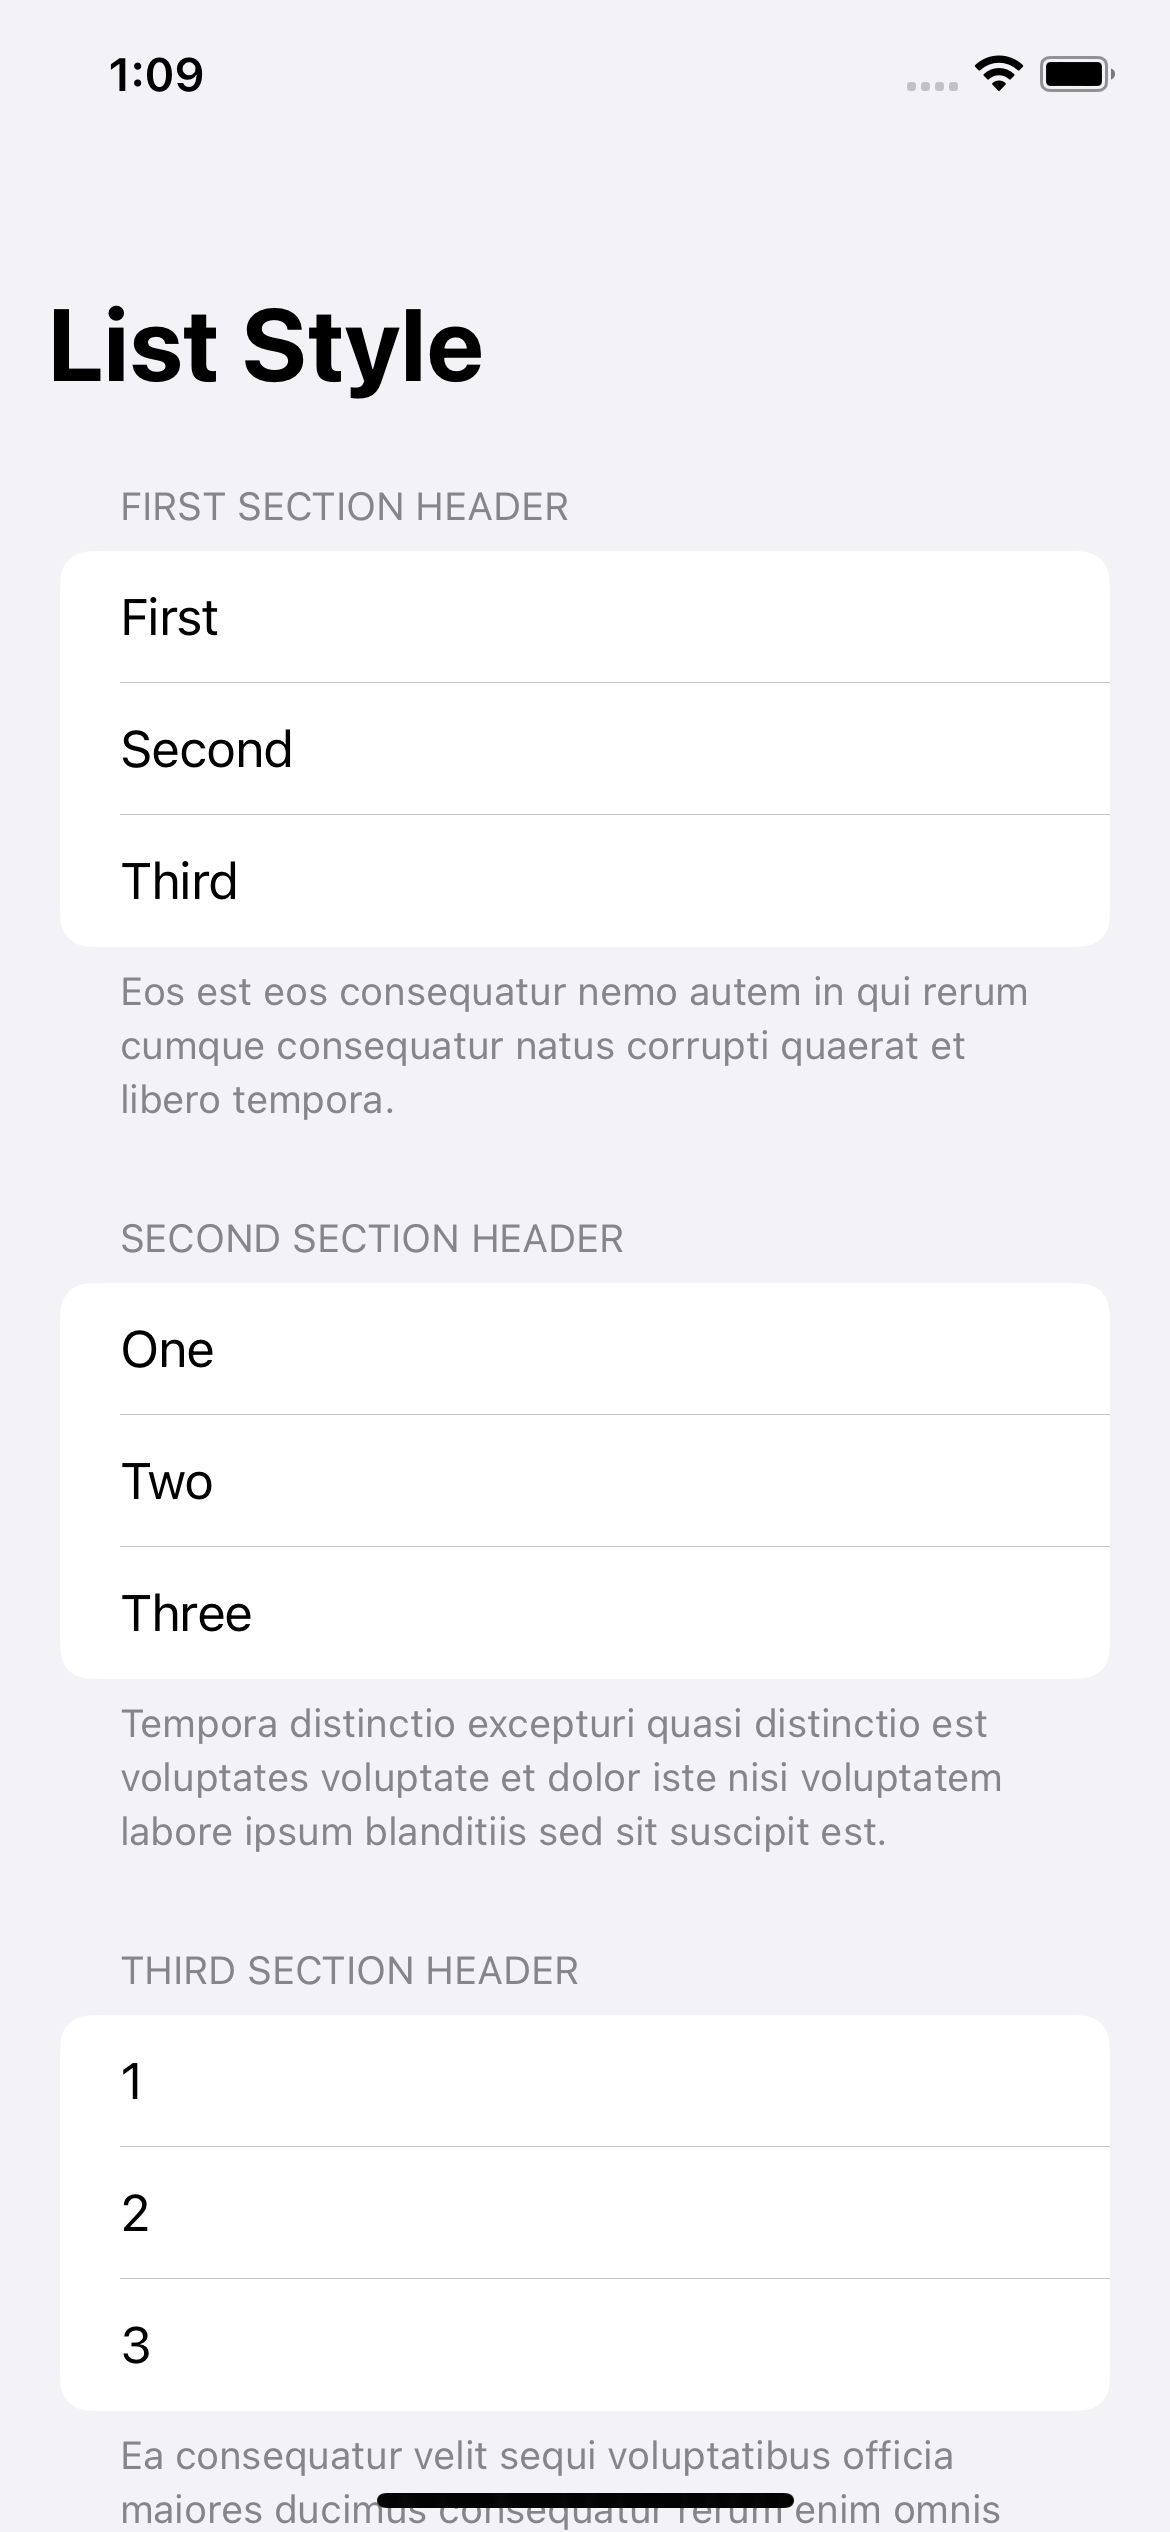 1:09
List Style
FIRST SECTION HEADER
First
Second
Third
Eos est eos consequatur nemo autem in qui rerum
cumque consequatur natus corrupti quaerat et
libero tempora.
SECOND SECTION HEADER
One
Two
Three
Tempora distinctio excepturi quasi distinctio est
voluptates voluptate et dolor iste nisi voluptatem
labore ipsum blanditiis sed sit suscipit est.
THIRD SECTION HEADER
1
2
3
Ea consequatur velit sequi voluptatibus officia
maiores ducimus consequatur rerum enim omnis